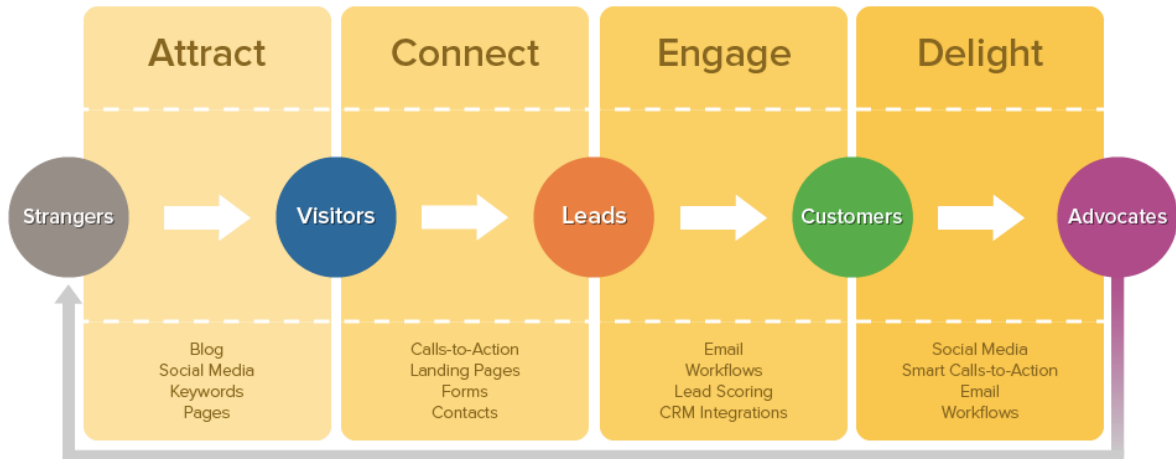 Attract
Connect
Engage
Delight
Strangers
Visitors
Leads
Customers
Advocates
Blog
Social Media
Keywords
Pages
Calls-to-Action
Landing Pages
Forms
Contacts
Email
Workflows
Lead Scoring
CRM Integrations
Social Media
Smart Calls-to-Action
Email
Workflows